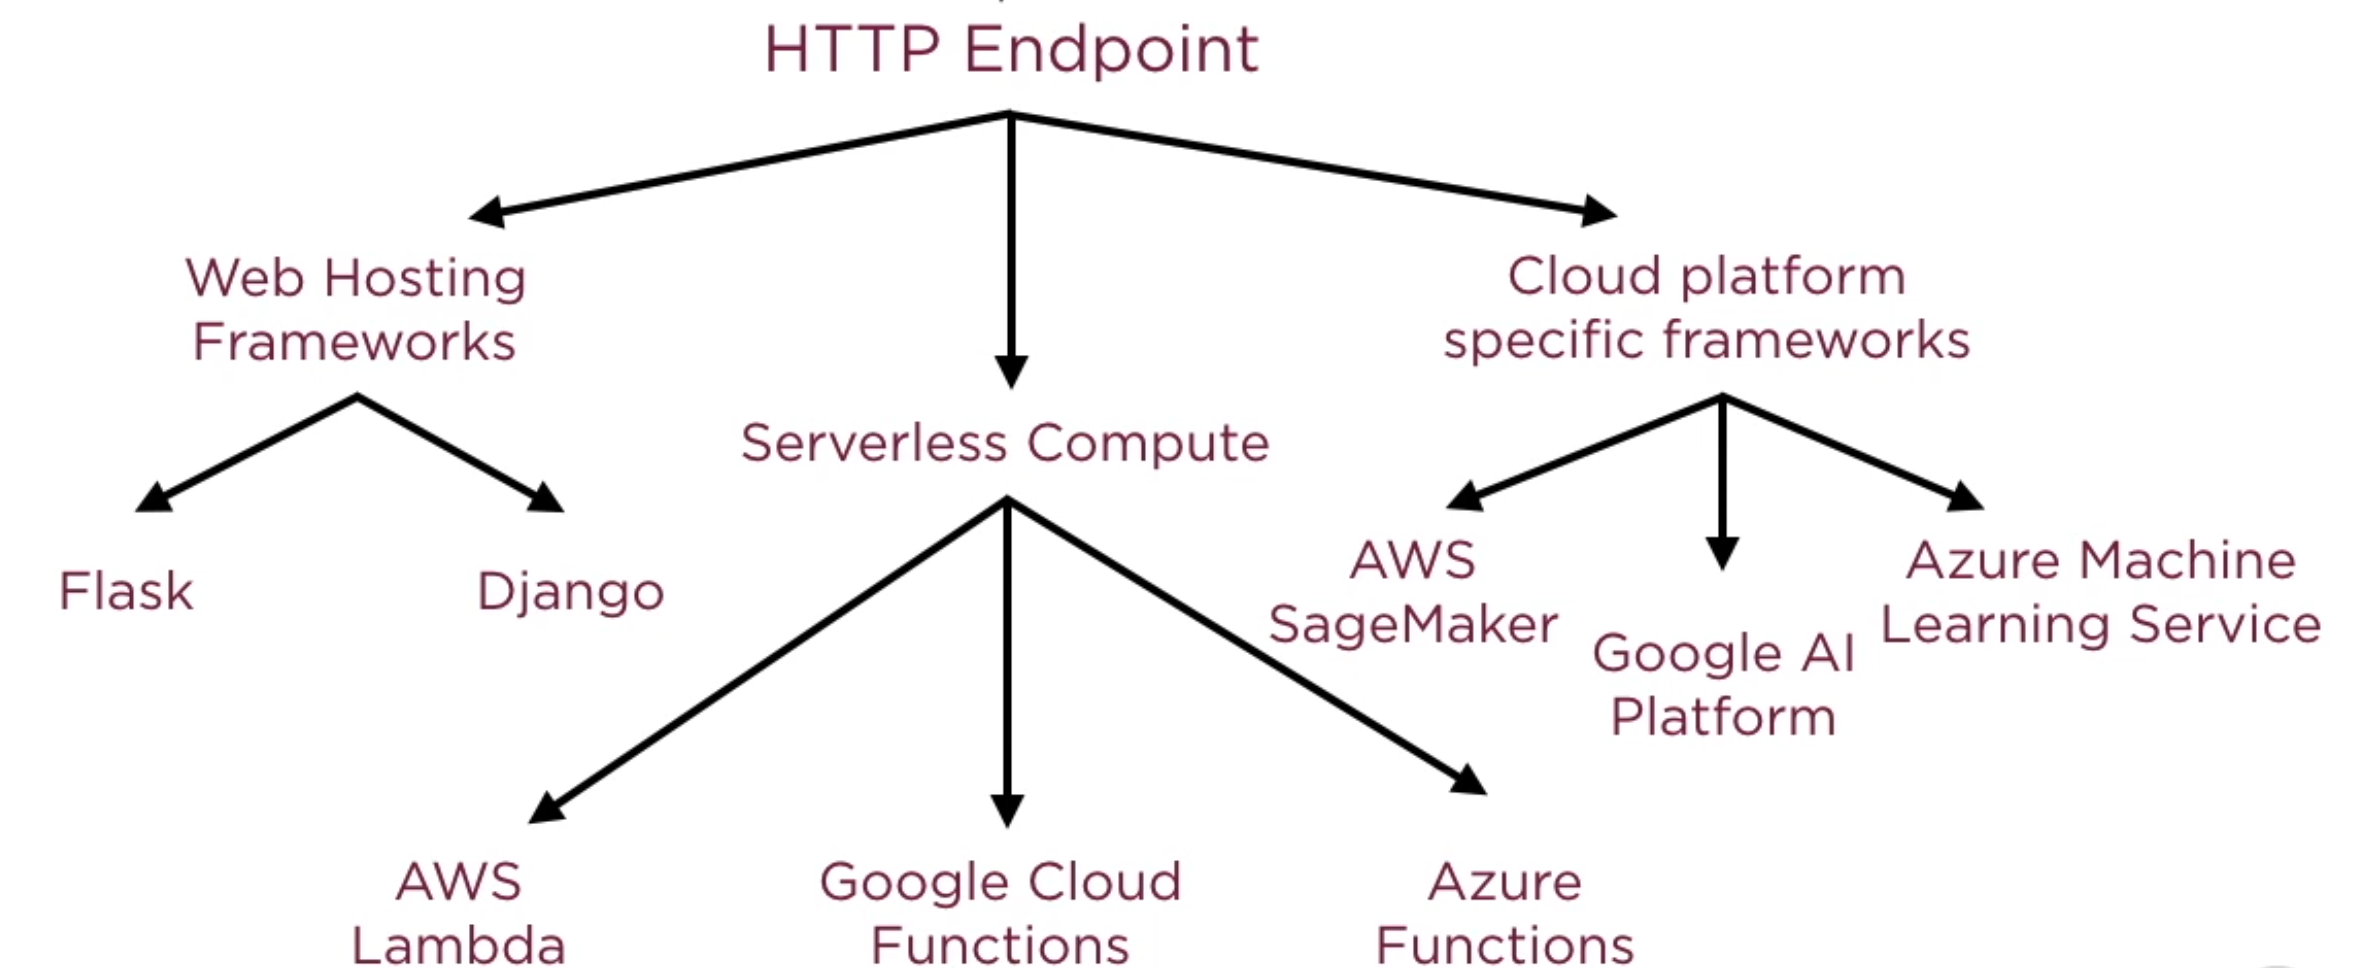 HTTP Endpoint
Web Hosting
Frameworks
Cloud platform
specific frameworks
Serverless Compute
Flask
Django
AWS
SageMaker
Google AI
Platform
Azure Machine
Learning Service
AWS
Lambda
Google Cloud
Functions
Azure
Functions